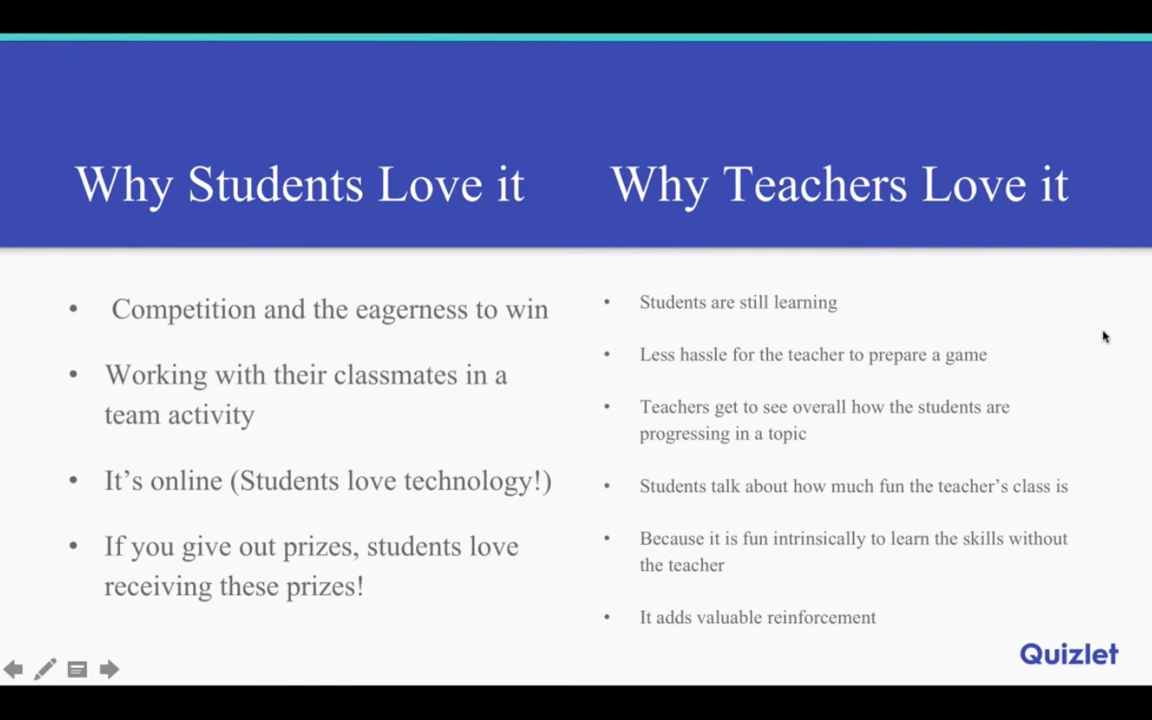 Why Students Love it
Why Teachers Love it
• Competition and the eagerness to win
• Working with their classmates in a
team activity
• It's online (Students love technology!)
• If you give out prizes, students love
receiving these prizes!
• Students are still learning
• Less hassle for the teacher to prepare a game
• Teachers get to see overall how the students are
progressing in a topic
• Students talk about how much fun the teacher's class is
• Because it is fun intrinsically to learn the skills without
the teacher
• It adds valuable reinforcement
Quizlet